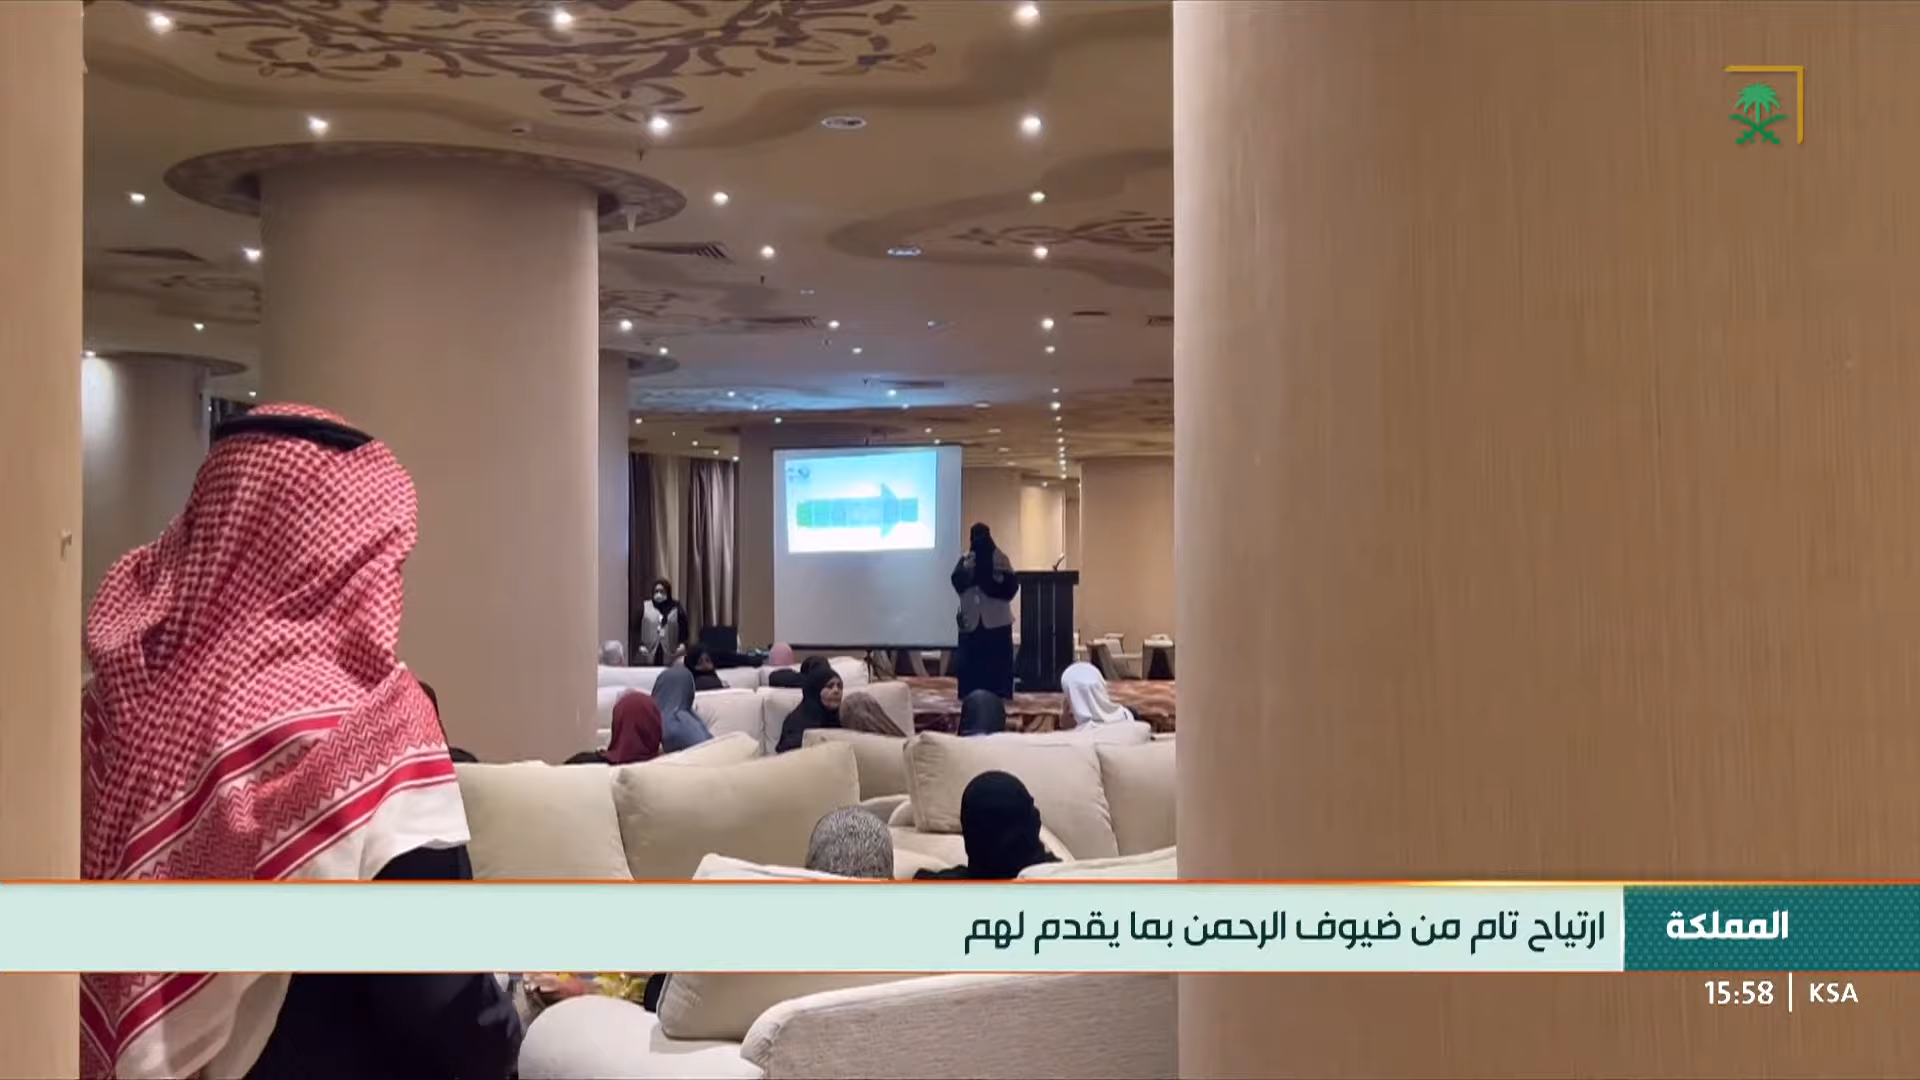 المملكة
ارتياح تام من ضيوف الرحمن بما يقدم لهم
15:58 | KSA